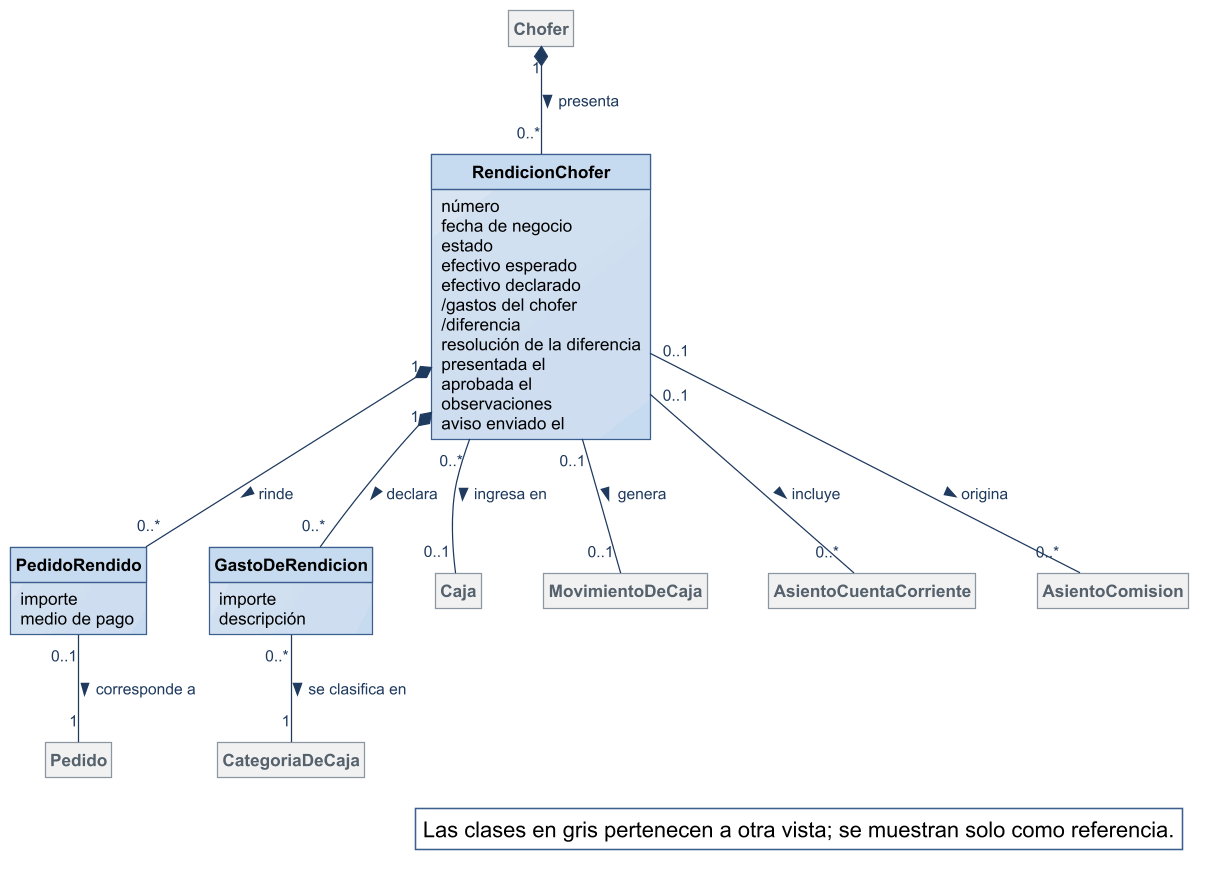 Chofer
1
presenta
0..*
RendicionChofer
número
fecha de negocio
estado
efectivo esperado
efectivo declarado
/gastos del chofer
/diferencia
resolución de la diferencia
presentada el
aprobada el
observaciones
aviso enviado el
1
1
0..*
0..1
0..1
0..1
rinde
declara
ingresa en
genera
incluye
origina
0..*
0..*
0..1
0..1
0..*
0..*
PedidoRendido
importe
medio de pago
GastoDeRendicion
importe
descripción
Caja
MovimientoDeCaja
AsientoCuentaCorriente
AsientoComision
0..1
corresponde a
1
0..*
se clasifica en
1
Pedido
CategoriaDeCaja
Las clases en gris pertenecen a otra vista; se muestran solo como referencia.